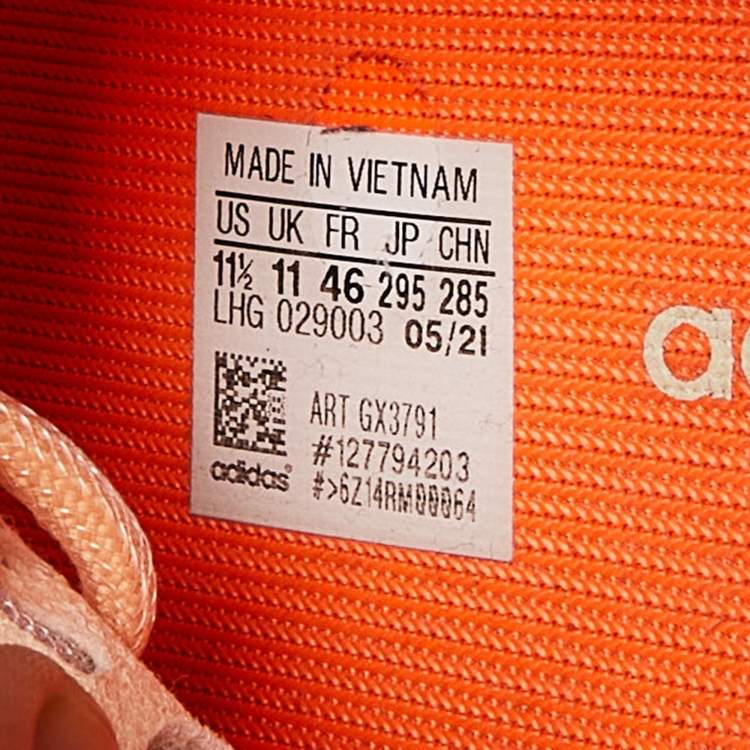 MADE IN VIETNAM
US UK FR JP CHN
11½ 11 46 295 285
LHG 029003 05/21
ART GX3791
#127794203
adidas®
#>6Z14RM00064